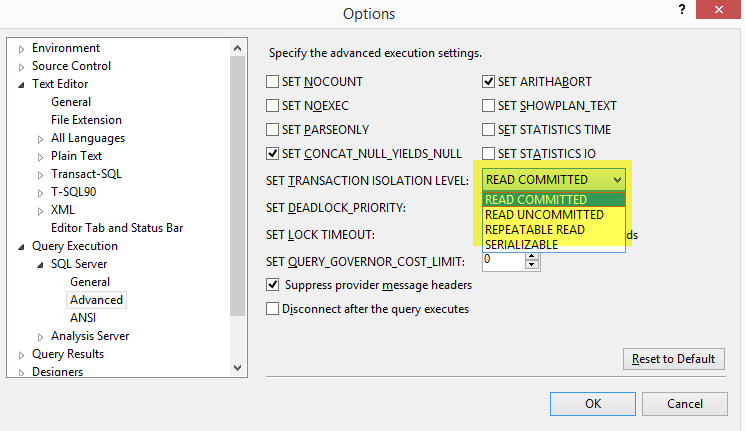 Options
?
Environment
Source Control
Text Editor
General
File Extension
All Languages
Plain Text
Transact-SQL
T-SQL90
XML
Editor Tab and Status Bar
Query Execution
SQL Server
General
Advanced
ANSI
Analysis Server
Query Results
Designers
Specify the advanced execution settings.
SET NOCOUNT
SET ARITHABORT
SET NOEXEC
SET SHOWPLAN_TEXT
SET PARSEONLY
SET STATISTICS TIME
SET CONCAT_NULL_YIELDS_NULL
SET STATISTICS IO
SET TRANSACTION ISOLATION LEVEL:
READ COMMITTED
READ COMMITTED
READ UNCOMMITTED
REPEATABLE READ
SERIALIZABLE
SET DEADLOCK_PRIORITY:
SET LOCK TIMEOUT:
ds
SET QUERY_GOVERNOR_COST_LIMIT:
0
Suppress provider message headers
Disconnect after the query executes
Reset to Default
OK
Cancel